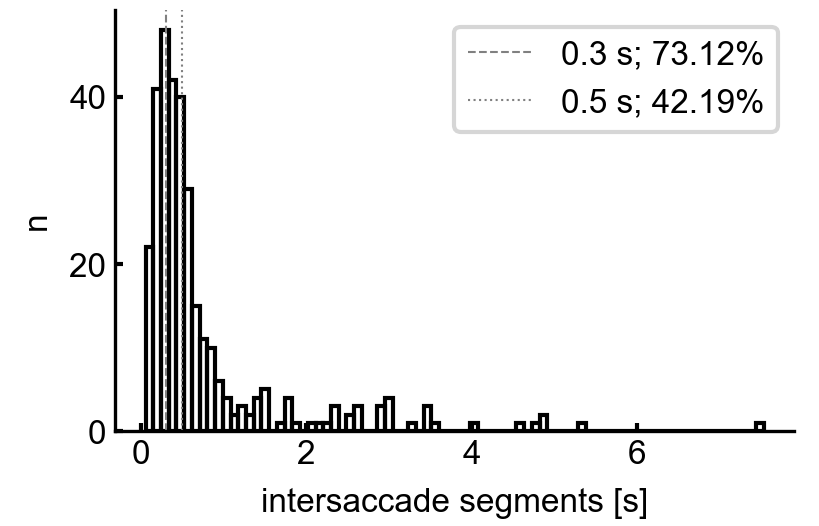 0.3 s; 73.12%
0.5 s; 42.19%
40
20
0
n
0 2 4 6
intersaccade segments [s]